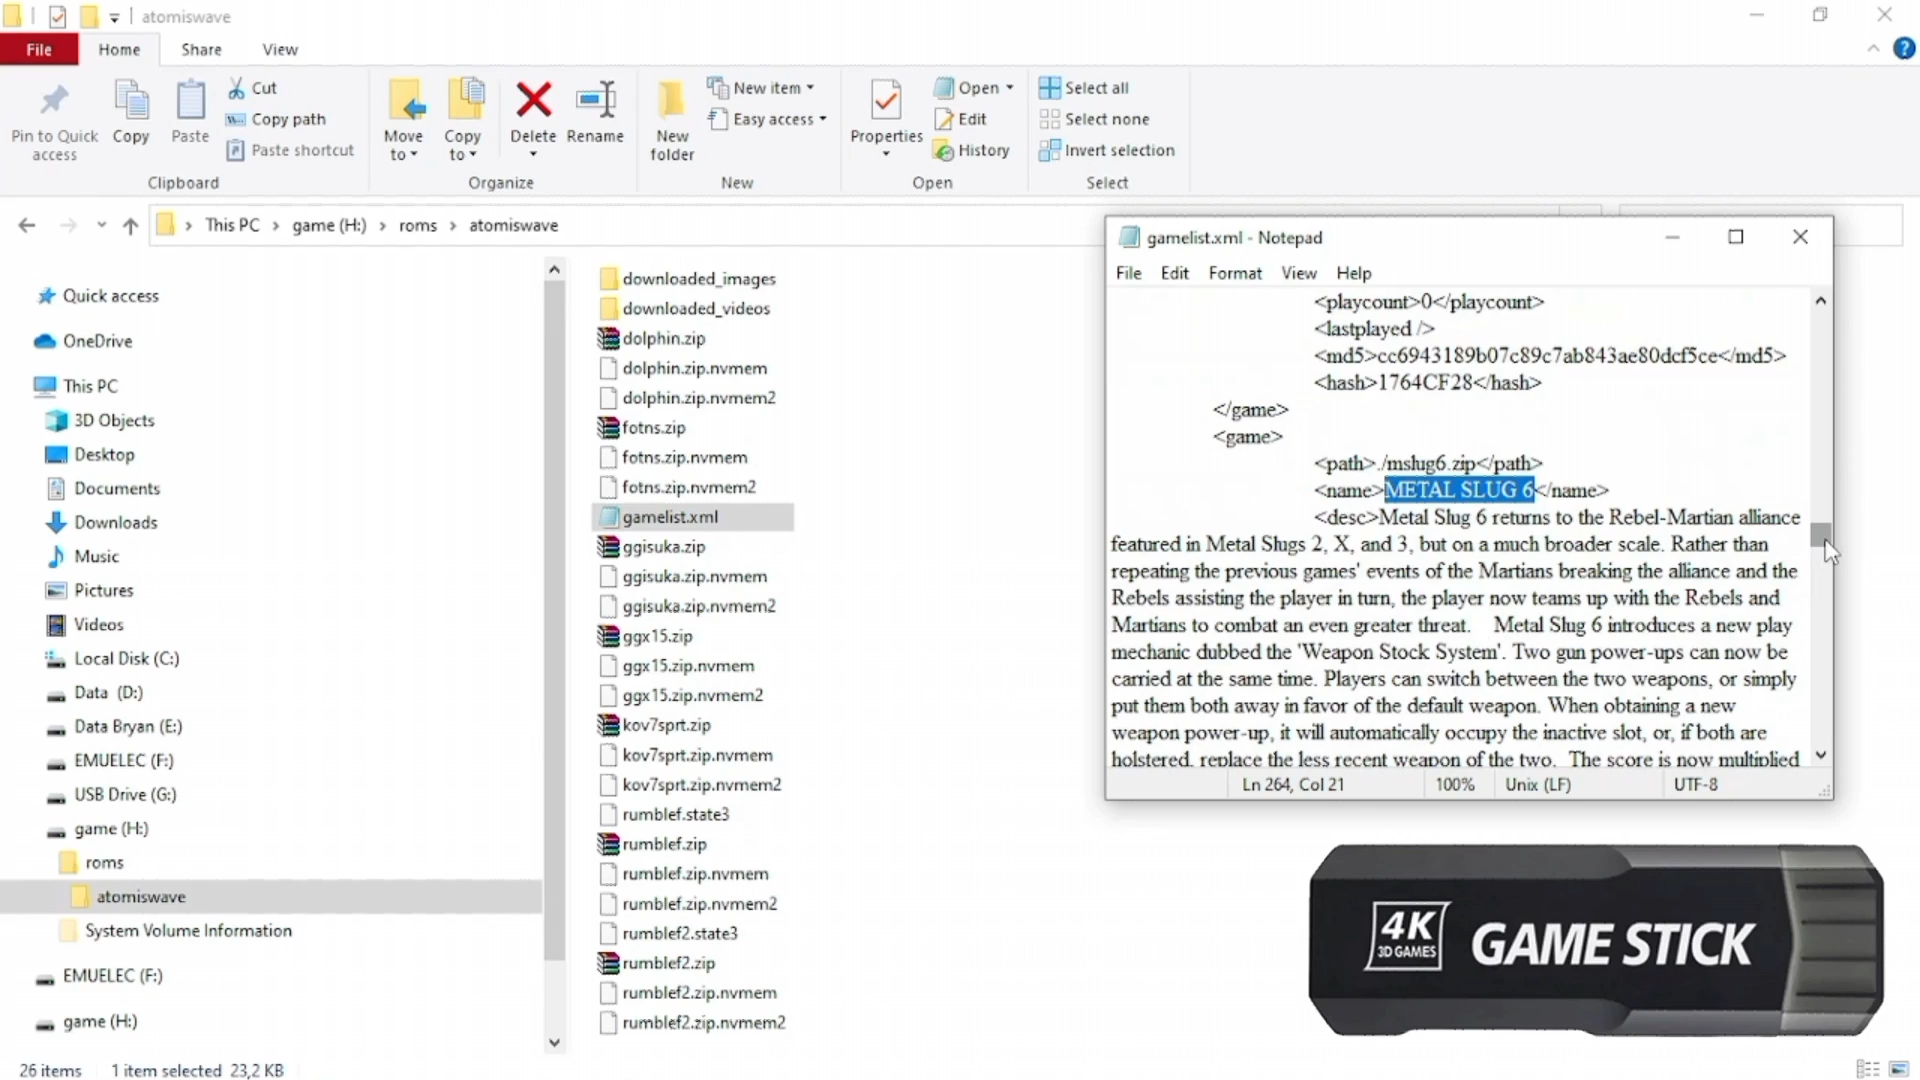 atomiswave
File
Home
Share
View
Pin to Quick
access
Copy
Paste
Cut
Copy path
Paste shortcut
Clipboard
Move
to
Copy
to
Delete
Rename
Organize
New
folder
New item
Easy access
New
Properties
Open
Edit
History
Open
Select all
Select none
Invert selection
Select
This PC
game (H:)
roms
atomiswave
Quick access
OneDrive
This PC
3D Objects
Desktop
Documents
Downloads
Music
Pictures
Videos
Local Disk (C:)
Data (D:)
Data Bryan (E:)
EMUELEC (F:)
USB Drive (G:)
game (H:)
roms
atomiswave
System Volume Information
EMUELEC (F:)
game (H:)
downloaded_images
downloaded_videos
dolphin.zip
dolphin.zip.nvmem
dolphin.zip.nvmem2
fotns.zip
fotns.zip.nvmem
fotns.zip.nvmem2
gamelist.xml
ggisuka.zip
ggisuka.zip.nvmem
ggisuka.zip.nvmem2
ggx15.zip
ggx15.zip.nvmem
ggx15.zip.nvmem2
kov7sprt.zip
kov7sprt.zip.nvmem
kov7sprt.zip.nvmem2
rumblef.state3
rumblef.zip
rumblef.zip.nvmem
rumblef.zip.nvmem2
rumblef2.state3
rumblef2.zip
rumblef2.zip.nvmem
rumblef2.zip.nvmem2
26 items
1 item selected 23,2 KB
gamelist.xml - Notepad
File Edit Format View Help
<playcount>0</playcount>
<lastplayed />
<md5>cc6943189b07c89c7ab843ae80dcf5ce</md5>
<hash>1764CF28</hash>
</game>
<game>
<path>./mslug6.zip</path>
<name>METAL SLUG 6</name>
<desc>Metal Slug 6 returns to the Rebel-Martian alliance
featured in Metal Slugs 2, X, and 3, but on a much broader scale. Rather than
repeating the previous games' events of the Martians breaking the alliance and the
Rebels assisting the player in turn, the player now teams up with the Rebels and
Martians to combat an even greater threat. Metal Slug 6 introduces a new play
mechanic dubbed the 'Weapon Stock System'. Two gun power-ups can now be
carried at the same time. Players can switch between the two weapons, or simply
put them both away in favor of the default weapon. When obtaining a new
weapon power-up, it will automatically occupy the inactive slot, or, if both are
holstered, replace the less recent weapon of the two. The score is now multiplied
Ln 264, Col 21
100%
Unix (LF)
UTF-8
4K
3D GAMES
GAME STICK